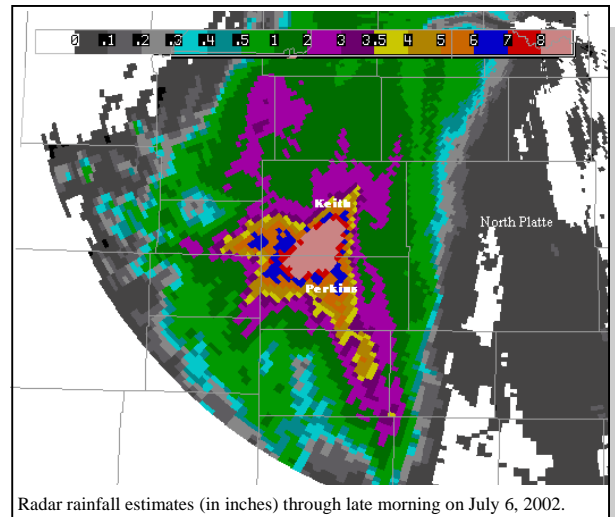 0 .1 .2 .3 .4 .5 1 2 3 3.5 4 5 6 7 8
Keith
North Platte
Perkins
Radar rainfall estimates (in inches) through late morning on July 6, 2002.